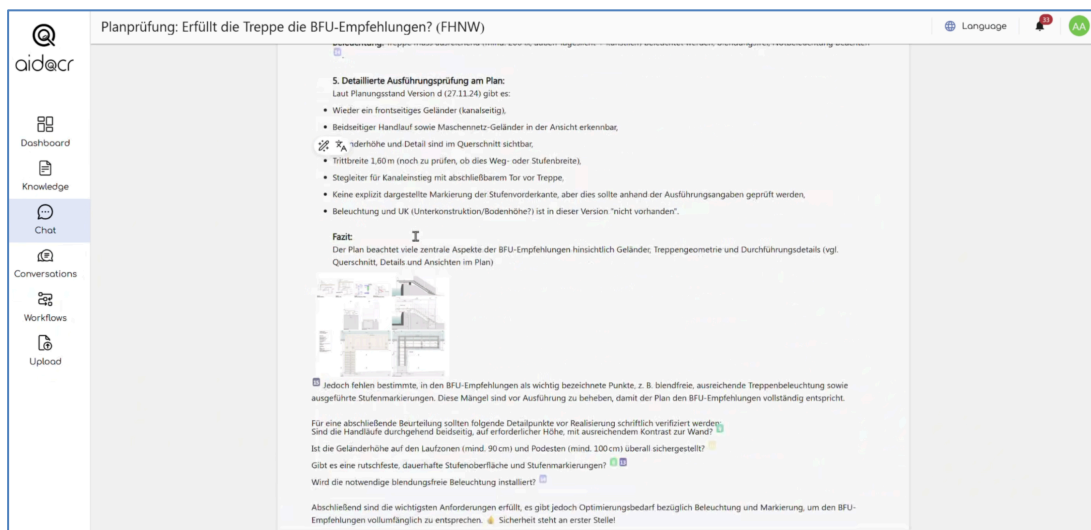 Planprüfung: Erfüllt die Treppe die BFU-Empfehlungen? (FHNW)
Language
33
AA
aidacr
Dashboard
Knowledge
Chat
Conversations
Workflows
Upload
5. Detaillierte Ausführungsprüfung am Plan:
Laut Planungsstand Version d (27.11.24) gibt es:
• Wieder ein frontseitiges Geländer (kanalseitig),
• Beidseitiger Handlauf sowie Maschennetz-Geländer in der Ansicht erkennbar,
nderhöhe und Detail sind im Querschnitt sichtbar,
• Trittbreite 1,60 m (noch zu prüfen, ob dies Weg- oder Stufenbreite),
• Stegleiter für Kanaleinstieg mit abschließbarem Tor vor Treppe,
• Keine explizit dargestellte Markierung der Stufenvorderkante, aber dies sollte anhand der Ausführungsangaben geprüft werden,
• Beleuchtung und UK (Unterkonstruktion/Bodenhöhe?) ist in dieser Version "nicht vorhanden".
Fazit:
Der Plan beachtet viele zentrale Aspekte der BFU-Empfehlungen hinsichtlich Geländer, Treppengeometrie und Durchführungsdetails (vgl.
Querschnitt, Details und Ansichten im Plan)
Jedoch fehlen bestimmte, in den BFU-Empfehlungen als wichtig bezeichnete Punkte, z. B. blendfreie, ausreichende Treppenbeleuchtung sowie
ausgeführte Stufenmarkierungen. Diese Mängel sind vor Ausführung zu beheben, damit der Plan den BFU-Empfehlungen vollständig entspricht.
Für eine abschließende Beurteilung sollten folgende Detailpunkte vor Realisierung schriftlich verifiziert werden:
Sind die Handläufe durchgehend beidseitig, auf erforderlicher Höhe, mit ausreichendem Kontrast zur Wand?
Ist die Geländerhöhe auf den Laufzonen (mind. 90 cm) und Podesten (mind. 100 cm) überall sichergestellt?
Gibt es eine rutschfeste, dauerhafte Stufenoberfläche und Stufenmarkierungen?
Wird die notwendige blendungsfreie Beleuchtung installiert?
Abschließend sind die wichtigsten Anforderungen erfüllt, es gibt jedoch Optimierungsbedarf bezüglich Beleuchtung und Markierung, um den BFU-
Empfehlungen vollumfänglich zu entsprechen. Sicherheit steht an erster Stelle!